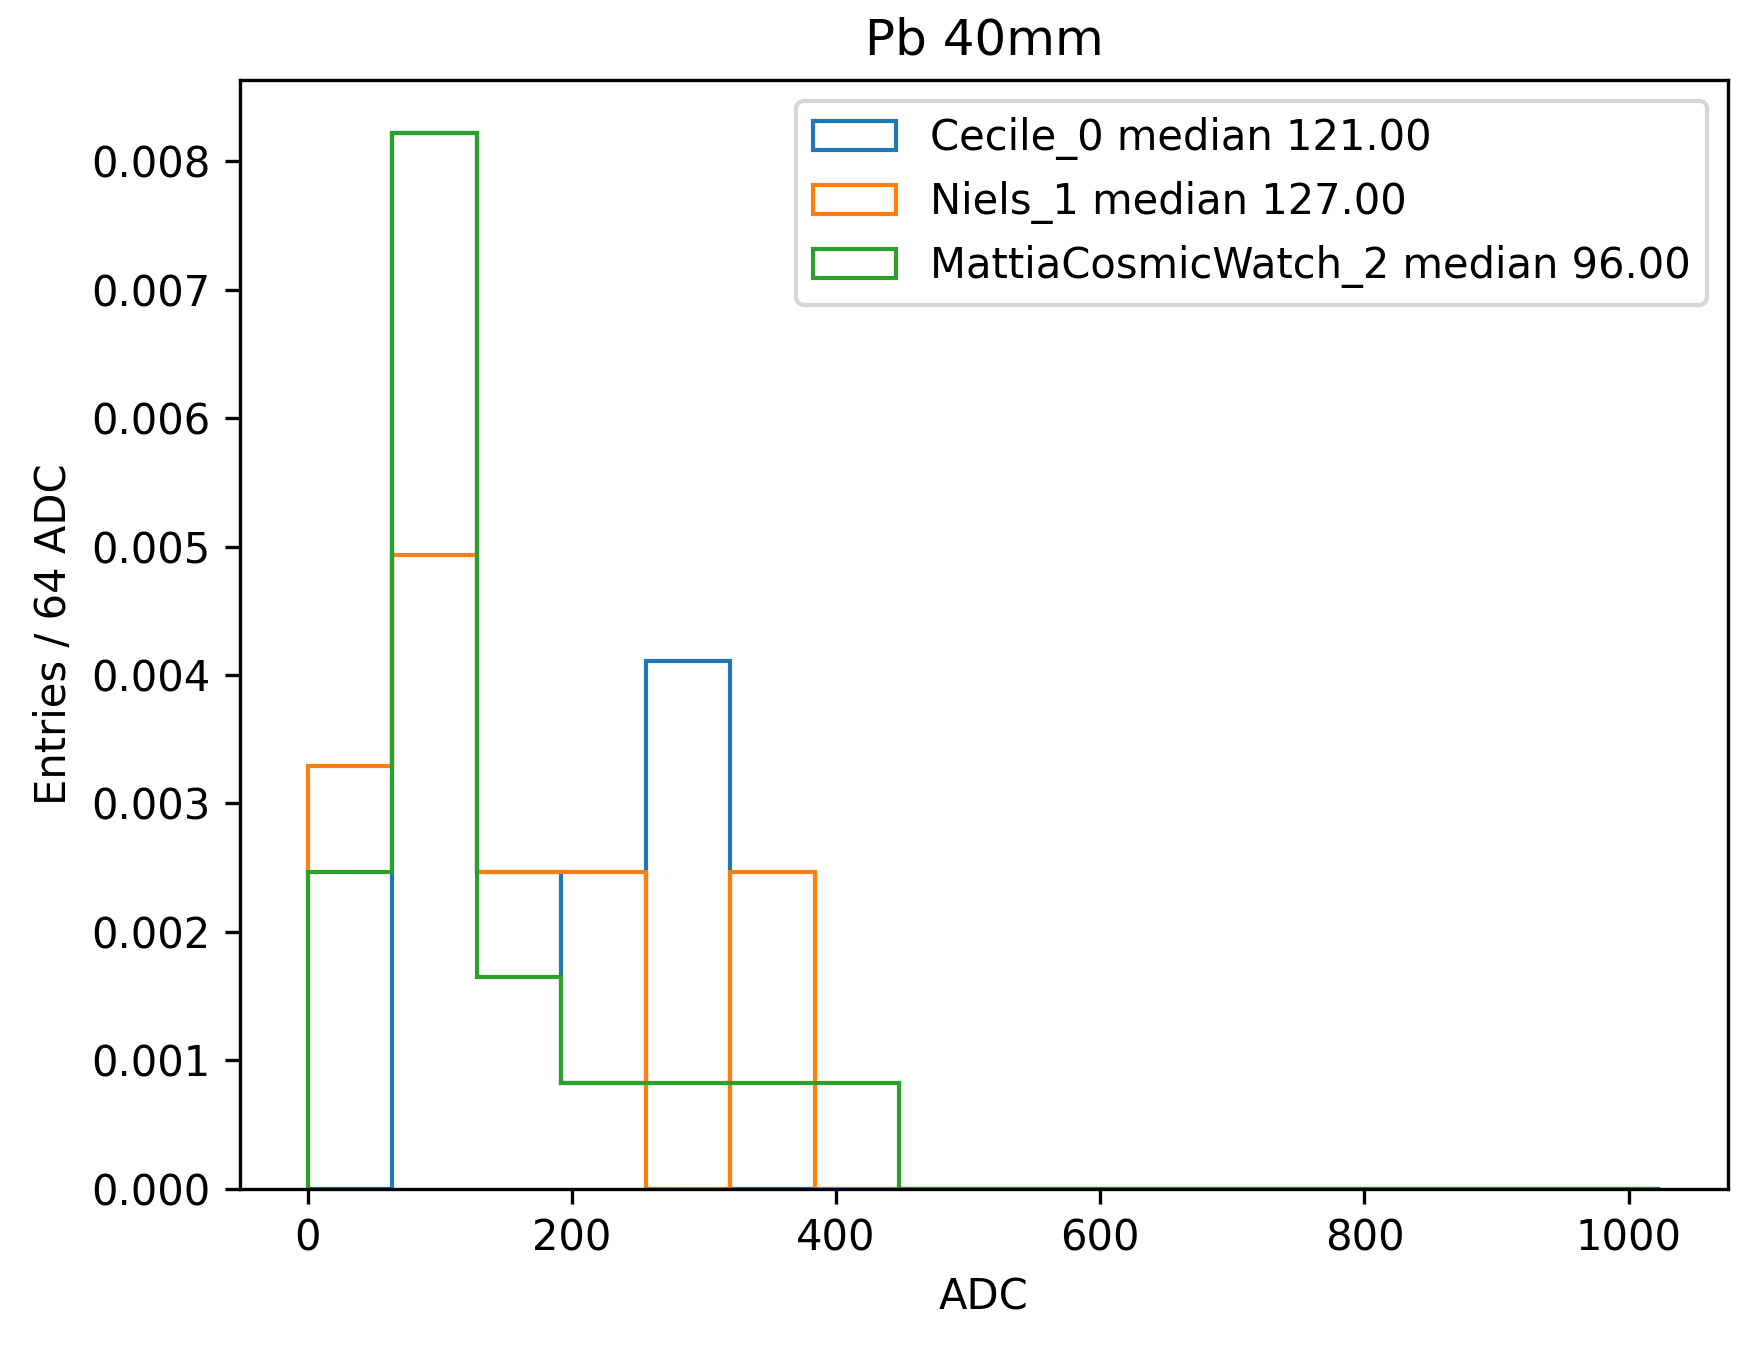 Pb 40mm
Cecile_0 median 121.00
Niels_1 median 127.00
MattiaCosmicWatch_2 median 96.00
0.008
0.007
0.006
0.005
0.004
0.003
0.002
0.001
0.000
Entries / 64 ADC
0 200 400 600 800 1000
ADC